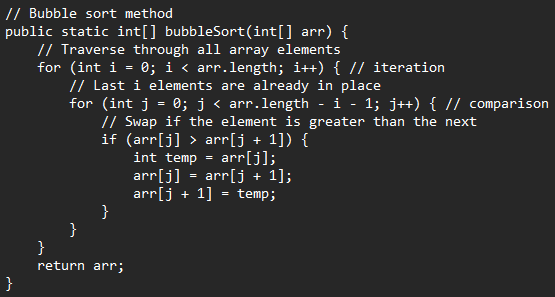 // Bubble sort method
public static int[] bubbleSort(int[] arr) {
    // Traverse through all array elements
    for (int i = 0; i < arr.length; i++) { // iteration
        // Last i elements are already in place
        for (int j = 0; j < arr.length - i - 1; j++) { // comparison
            // Swap if the element is greater than the next
            if (arr[j] > arr[j + 1]) {
                int temp = arr[j];
                arr[j] = arr[j + 1];
                arr[j + 1] = temp;
            }
        }
    }
    return arr;
}